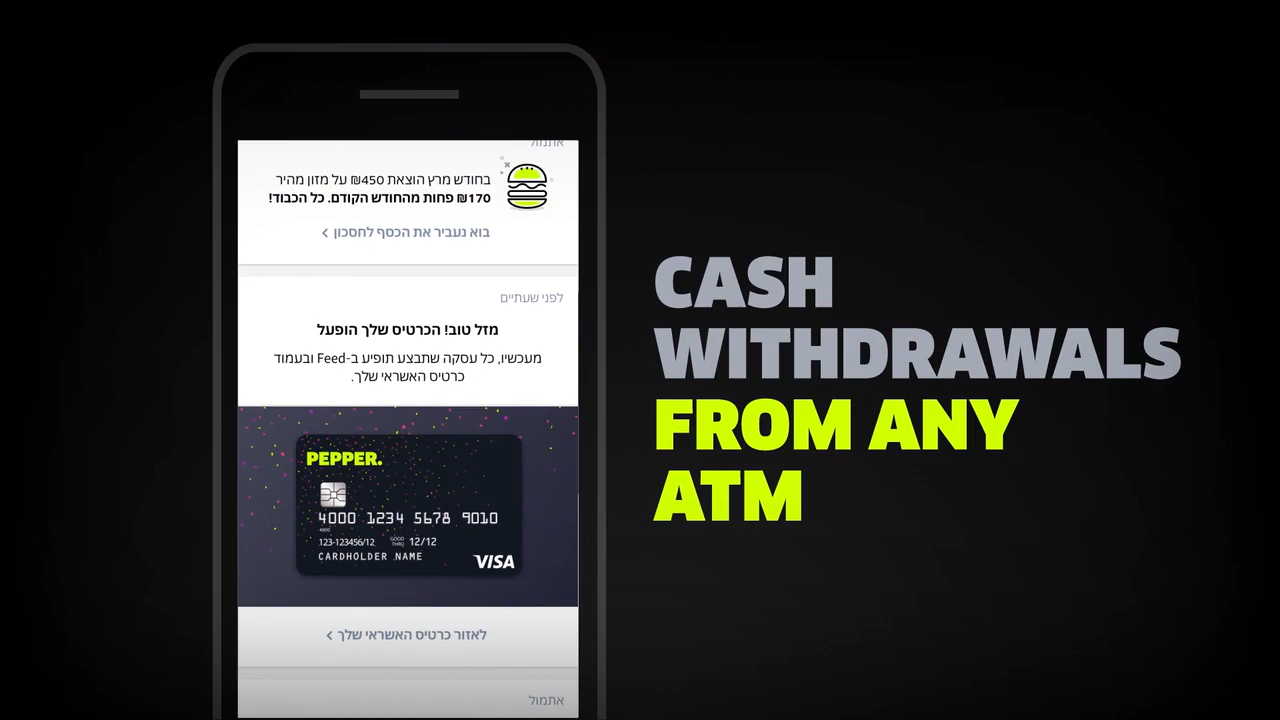 אתמול
בחודש מרץ הוצאת ₪450 על מזון מהיר
₪170 פחות מהחודש הקודם. כל הכבוד!
בוא נעביר את הכסף לחסכון
לפני שעתיים
מזל טוב! הכרטיס שלך הופעל
מעכשיו, כל עסקה שתבצע תופיע ב-Feed ובעמוד
כרטיס האשראי שלך.
PEPPER.
4000 1234 5678 9010
4000
123-123456/12 GOOD THRU 12/12
CARDHOLDER NAME
VISA
לאזור כרטיס האשראי שלך
אתמול
CASH
WITHDRAWALS
FROM ANY
ATM